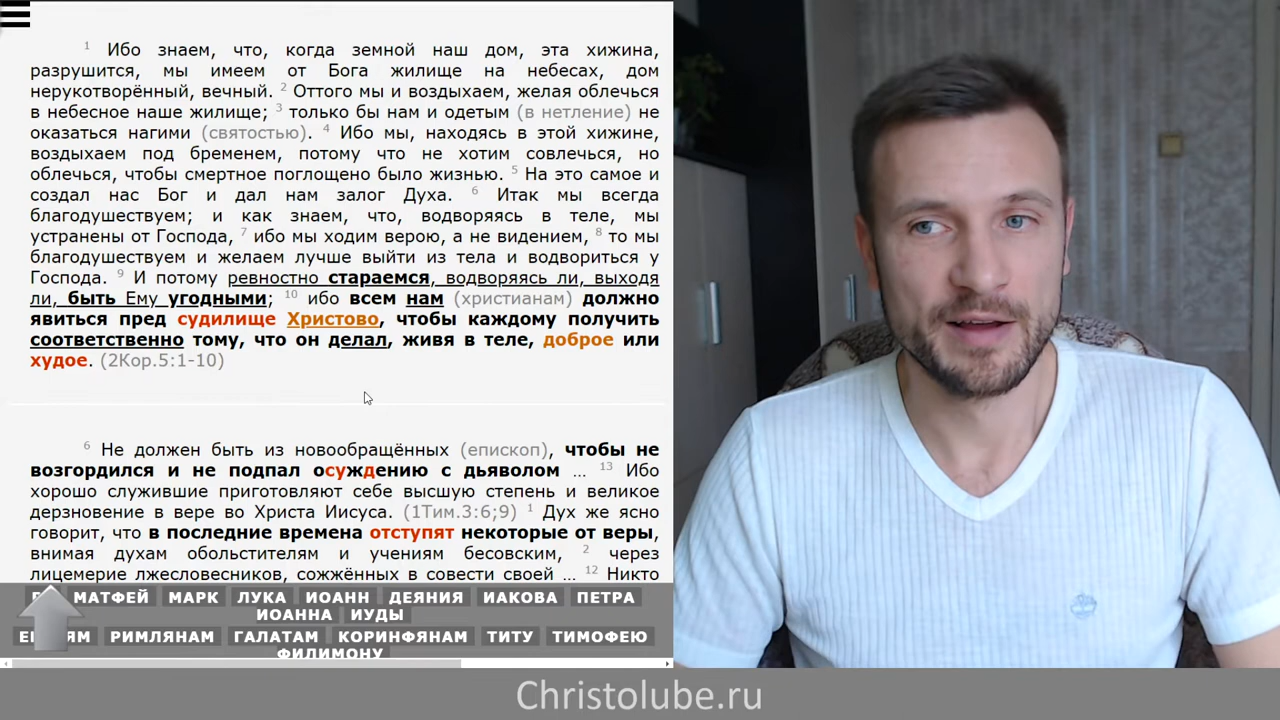 1 Ибо знаем, что, когда земной наш дом, эта хижина,
разрушится, мы имеем от Бога жилище на небесах, дом
нерукотворённый, вечный. 2 Оттого мы и воздыхаем, желая облечься
в небесное наше жилище; 3 только бы нам и одетым (в нетление) не
оказаться нагими (святостью). 4 Ибо мы, находясь в этой хижине,
воздыхаем под бременем, потому что не хотим совлечься, но
облечься, чтобы смертное поглощено было жизнью. 5 На это самое и
создал нас Бог и дал нам залог Духа. 6 Итак мы всегда
благодушествуем; и как знаем, что, водворяясь в теле, мы
устранены от Господа, 7 ибо мы ходим верою, а не видением, 8 то мы
благодушествуем и желаем лучше выйти из тела и водвориться у
Господа. 9 И потому ревностно стараемся, водворяясь ли, выходя
ли, быть Ему угодными; 10 ибо всем нам (христианам) должно
явиться пред судилище Христово, чтобы каждому получить
соответственно тому, что он делал, живя в теле, доброе или
худое. (2Кор.5:1-10)
6 Не должен быть из новообращённых (епископ), чтобы не
возгордился и не подпал осуждению с дьяволом ... 13 Ибо
хорошо служившие приготовляют себе высшую степень и великое
дерзновение в вере во Христа Иисуса. (1Тим.3:6;9) 1 Дух же ясно
говорит, что в последние времена отступят некоторые от веры,
внимая духам обольстителям и учениям бесовским, 2 через
лицемерие лжесловесников, сожжённых в совести своей ... 12 Никто
МАТФЕЙ МАРК ЛУКА ИОАНН ДЕЯНИЯ ИАКОВА ПЕТРА
ИОАННА ИУДЫ
РИМЛЯНАМ ГАЛАТАМ КОРИНФЯНАМ ТИТУ ТИМОФЕЮ
ФИЛИМОНУ
Christolube.ru